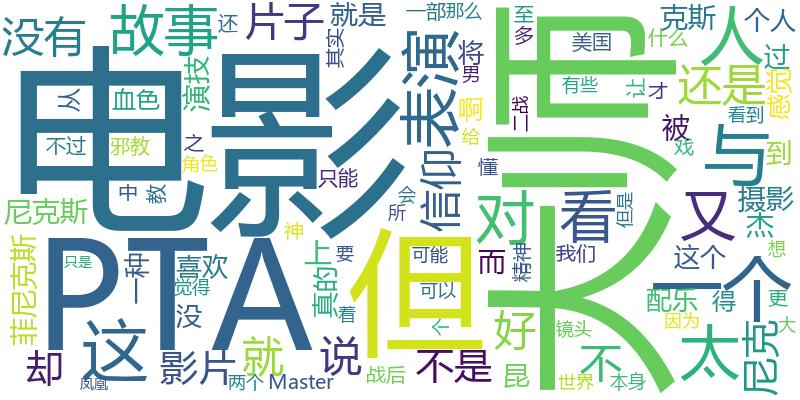 没有 故事 还 片子 就是 一部 那么 至 多 美国 克斯 什么 个人
电影 其实 男 将 大师 人 过
从 血色 演技 表演 啊 二战 有些 让 才 还是 感觉
不过 邪教 之 角色 给 被 戏 看到 到
中 教 只能 信仰 懂 与
尼克斯 神 会 所 对 看 但是 又 摄影 杰
PTA 一种 喜欢 真的 上 要 可能 而 精神 我们 这个 一个 想
菲尼克斯 只是 觉得 着 但 可以 好 配乐 得 更
这 没 个 镜头 因为 大
却 影片 就 说 不是 昆 不 太 尼克
凤凰 两个 Master 战后 世界 本身